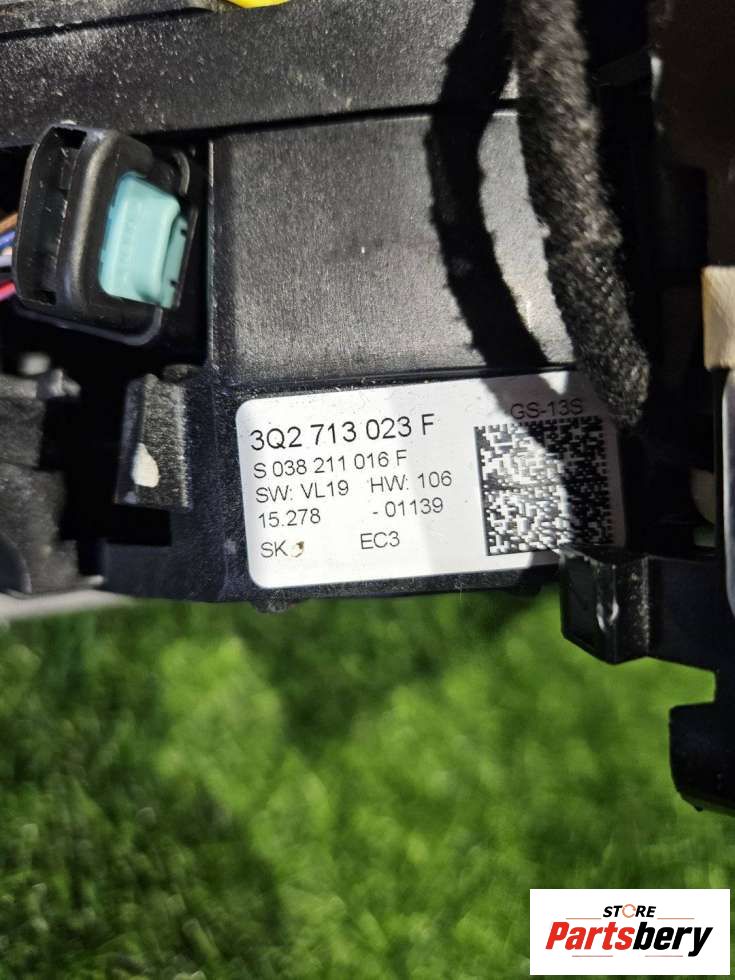 GS-13S
3Q2 713 023 F
S 038 211 016 F
SW: VL19 HW: 106
15.278 - 01139
SK EC3
STORE
Partsbery